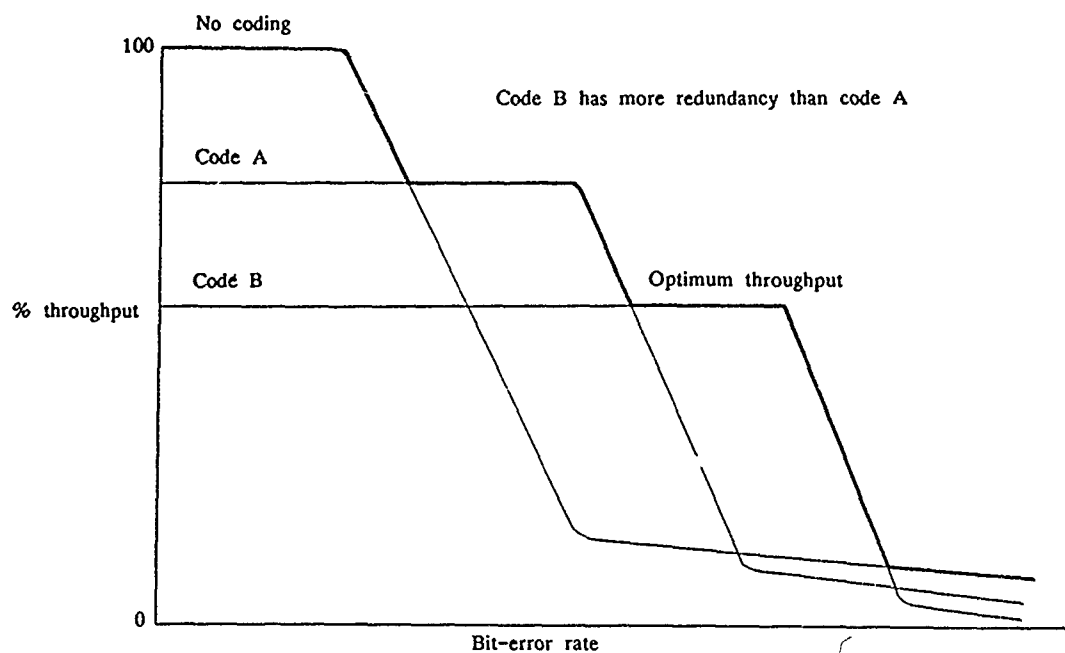 No coding
100
Code B has more redundancy than code A
Code A
Code B
Optimum throughput
% throughput
0
Bit-error rate